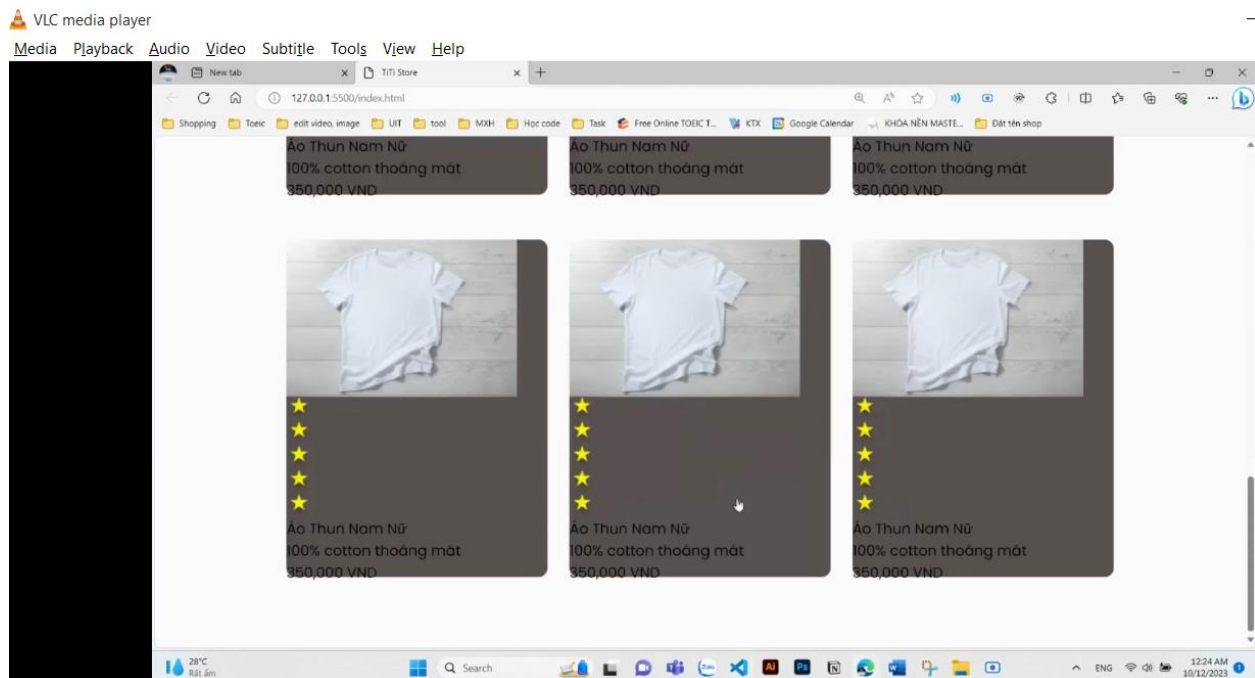 VLC media player
Media Playback Audio Video Subtitle Tools View Help
New tab
TiTi Store
127.0.0.1:5500/index.html
Shopping Toeic edit video, image UIT tool MXH Học code Task Free Online TOEIC T... KTX Google Calendar KHÓA NỀN MASTE... Đặt tên shop
Áo Thun Nam Nữ Áo Thun Nam Nữ Áo Thun Nam Nữ
100% cotton thoáng mát 100% cotton thoáng mát 100% cotton thoáng mát
350,000 VND 350,000 VND 350,000 VND
Áo Thun Nam Nữ Áo Thun Nam Nữ Áo Thun Nam Nữ
100% cotton thoáng mát 100% cotton thoáng mát 100% cotton thoáng mát
350,000 VND 350,000 VND 350,000 VND
28°C
Rất ẩm
Search
Zalo
Ai
Ps
ENG
12:24 AM
10/12/2023
1